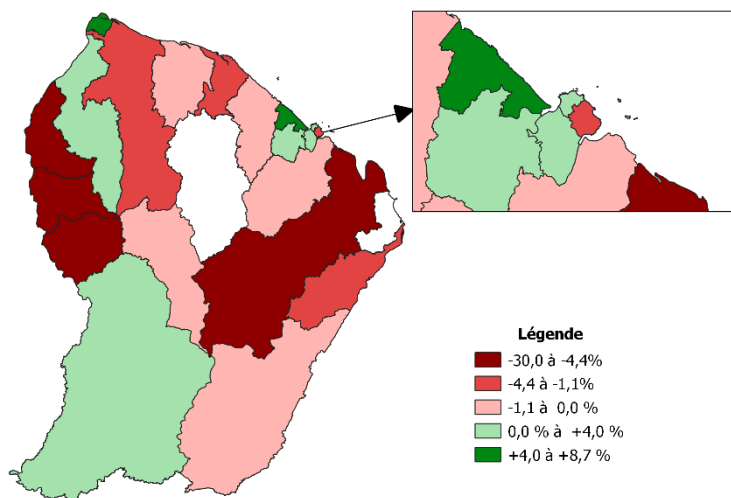 Légende
-30,0 à -4,4%
-4,4 à -1,1%
-1,1 à 0,0 %
0,0 % à +4,0 %
+4,0 à +8,7 %